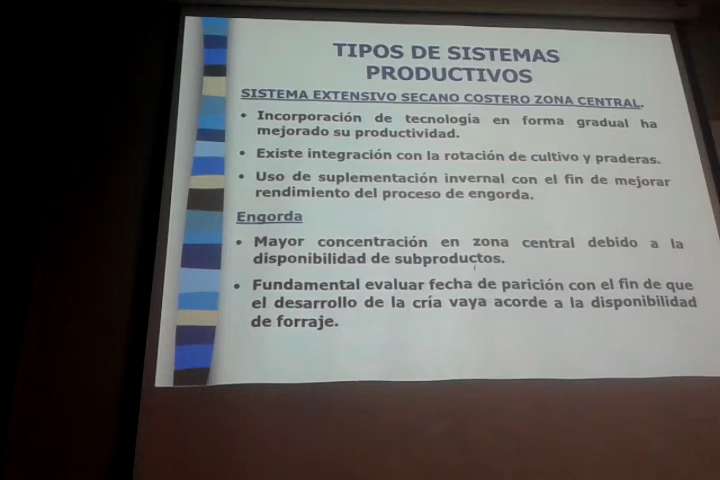 TIPOS DE SISTEMAS
PRODUCTIVOS
SISTEMA EXTENSIVO SECANO COSTERO ZONA CENTRAL.
• Incorporación de tecnología en forma gradual ha
mejorado su productividad.
• Existe integración con la rotación de cultivo y praderas.
• Uso de suplementación invernal con el fin de mejorar
rendimiento del proceso de engorda.
Engorda
• Mayor concentración en zona central debido a la
disponibilidad de subproductos.
• Fundamental evaluar fecha de parición con el fin de que
el desarrollo de la cría vaya acorde a la disponibilidad
de forraje.